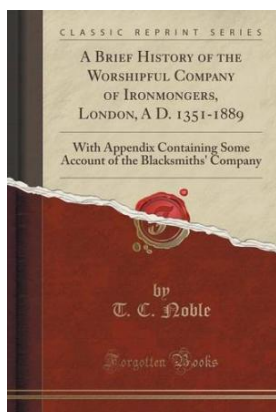 CLASSIC REPRINT SERIES
A BRIEF HISTORY OF THE
WORSHIPFUL COMPANY
OF IRONMONGERS,
LONDON, A D. 1351-1889
With Appendix Containing Some
Account of the Blacksmiths' Company
by
T. C. Noble
Forgotten Books